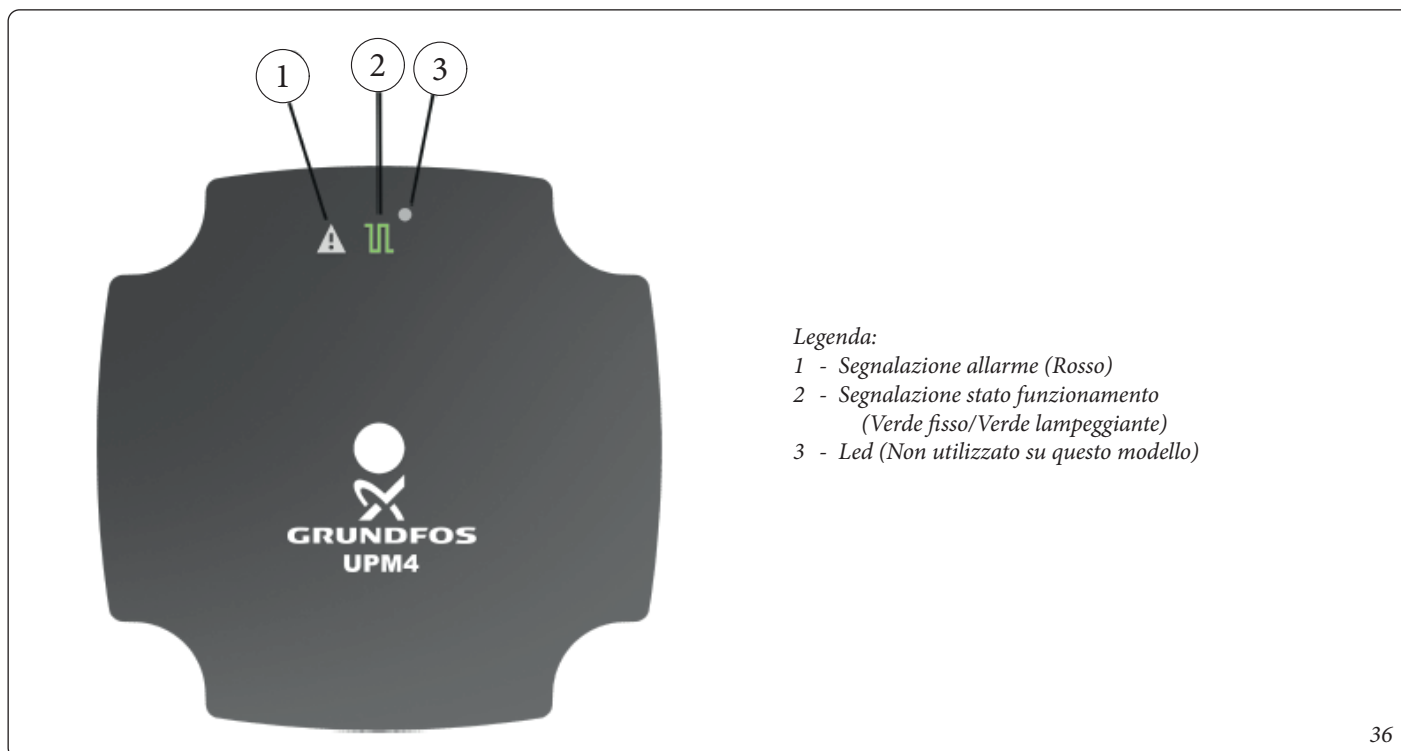 1
2
3
GRUNDFOS
UPM4
Legenda:
1 - Segnalazione allarme (Rosso)
2 - Segnalazione stato funzionamento
(Verde fisso/Verde lampeggiante)
3 - Led (Non utilizzato su questo modello)
36